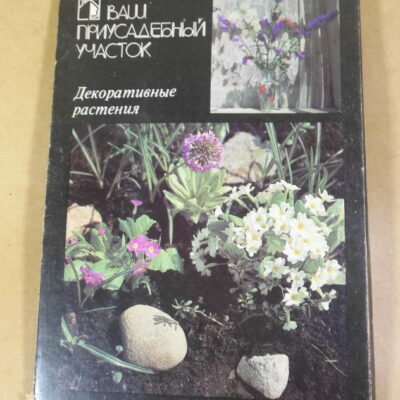 ВАШ
ПРИУСАДЕБНЫЙ
УЧАСТОК
Декоративные
растения